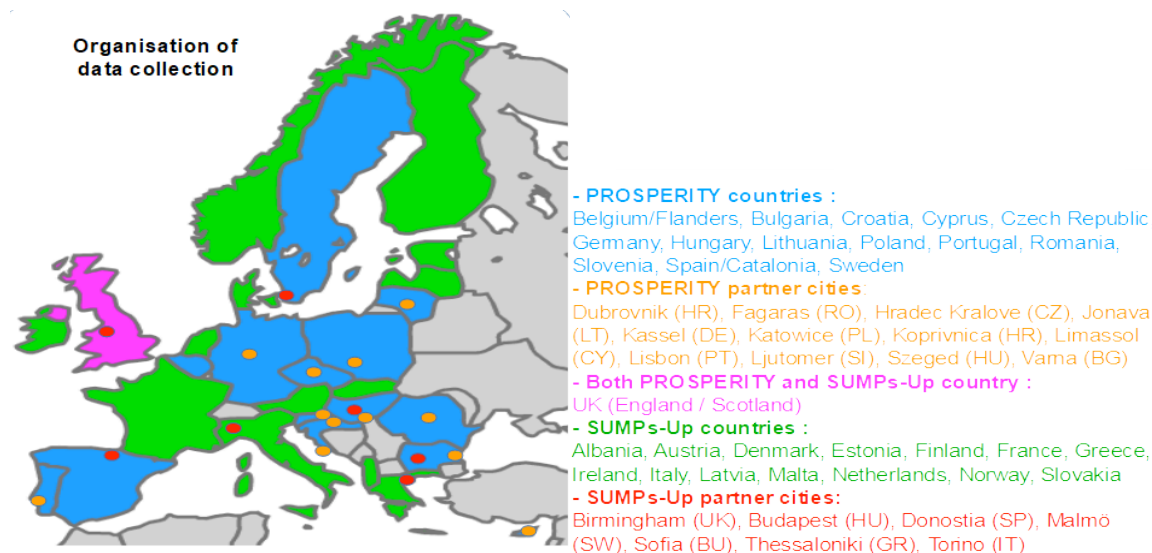 Organisation of
data collection
- PROSPERITY countries :
Belgium/Flanders, Bulgaria, Croatia, Cyprus, Czech Republic
Germany, Hungary, Lithuania, Poland, Portugal, Romania,
Slovenia, Spain/Catalonia, Sweden
- PROSPERITY partner cities:
Dubrovnik (HR), Fagaras (RO), Hradec Kralove (CZ), Jonava
(LT), Kassel (DE), Katowice (PL), Koprivnica (HR), Limassol
(CY), Lisbon (PT), Ljutomer (SI), Szeged (HU), Varna (BG)
- Both PROSPERITY and SUMPs-Up country :
UK (England / Scotland)
- SUMPs-Up countries :
Albania, Austria, Denmark, Estonia, Finland, France, Greece,
Ireland, Italy, Latvia, Malta, Netherlands, Norway, Slovakia
- SUMPs-Up partner cities:
Birmingham (UK), Budapest (HU), Donostia (SP), Malmö
(SW), Sofia (BU), Thessaloniki (GR), Torino (IT)